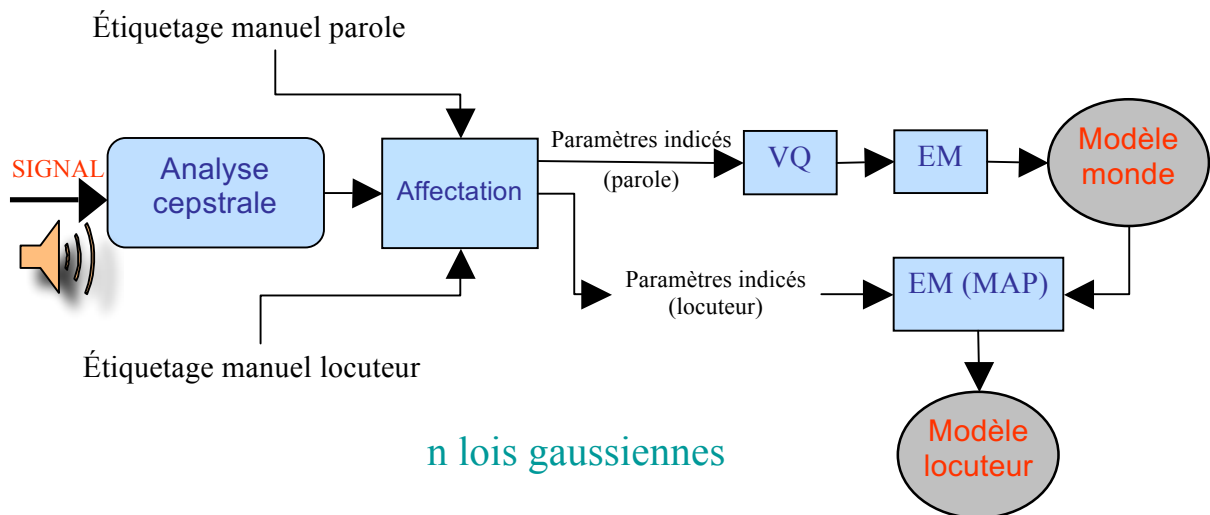 Étiquetage manuel parole
SIGNAL
Analyse
cepstrale
Affectation
Paramètres indicés
(parole)
VQ
EM
Modèle
monde
Paramètres indicés
(locuteur)
EM (MAP)
Étiquetage manuel locuteur
n lois gaussiennes
Modèle
locuteur